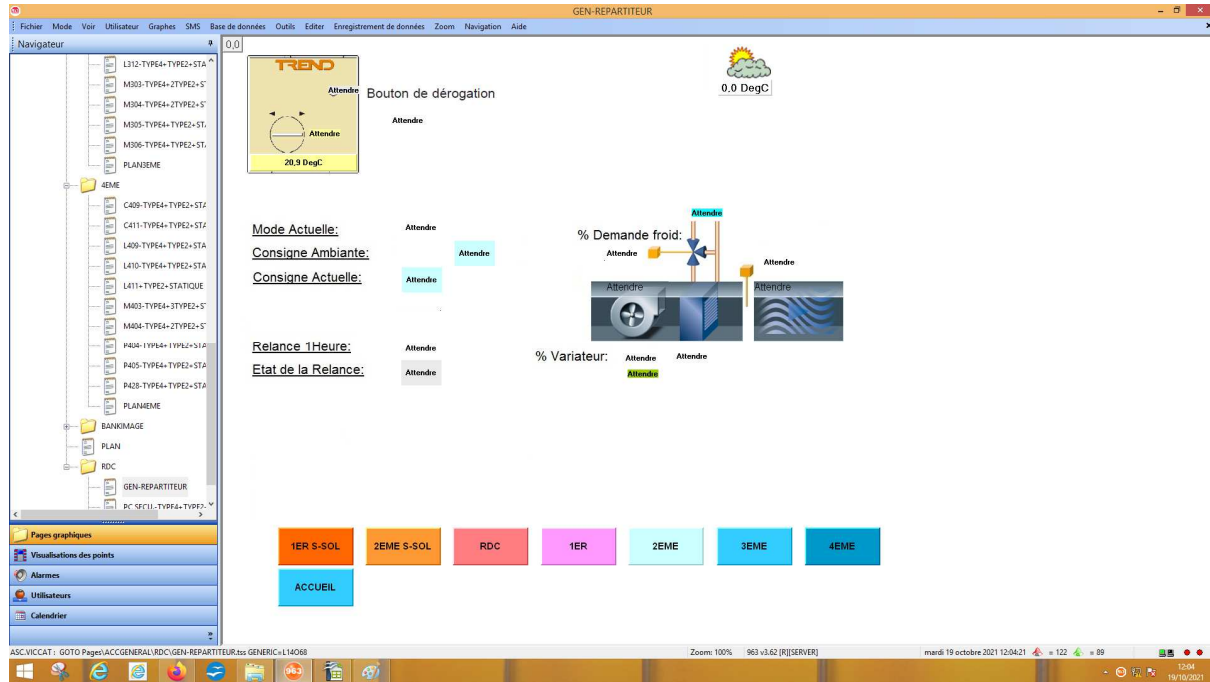 GEN-REPARTITEUR
Fichier Mode Voir Utilisateur Graphes SMS Base de données Outils Editer Enregistrement de données Zoom Navigation Aide
Navigateur
L312-TYPE4+TYPE2+STA
M303-TYPE4+2TYPE2+S
M304-TYPE4+2TYPE2+S
M305-TYPE4+TYPE2+ST
M306-TYPE4+TYPE2+ST
PLAN3EME
4EME
C409-TYPE4+TYPE2+STA
C411-TYPE4+TYPE2+STA
L409-TYPE4+TYPE2+STA
L410-TYPE4+TYPE2+STA
L411+TYPE2+STATIQUE
M403-TYPE4+3TYPE2+S
M404-TYPE4+2TYPE2+S
P404-TYPE4+TYPE2+STA
P405-TYPE4+TYPE2+STA
P428-TYPE4+TYPE2+STA
PLAN4EME
BANKIMAGE
PLAN
RDC
GEN-REPARTITEUR
PC SECU.-TYPE4+TYPE2-
Pages graphiques
Visualisations des points
Alarmes
Utilisateurs
Calendrier
0,0
TREND
Attendre
Bouton de dérogation
Attendre
Attendre
20,9 DegC
0.0 DegC
Mode Actuelle: Attendre
Consigne Ambiante: Attendre
Consigne Actuelle: Attendre
Relance 1Heure: Attendre
Etat de la Relance: Attendre
Attendre
% Demande froid:
Attendre
Attendre
Attendre
Attendre
% Variateur: Attendre Attendre
Attendre
1ER S-SOL 2EME S-SOL RDC 1ER 2EME 3EME 4EME
ACCUEIL
ASC.VICCAT : GOTO Pages\ACCGENERAL\RDC\GEN-REPARTITEUR.tss GENERIC=L14O68
Zoom: 100% 963 v3.62 [R][SERVER] mardi 19 octobre 2021 12:04:21 = 122 = 89
963
12:04
19/10/2021